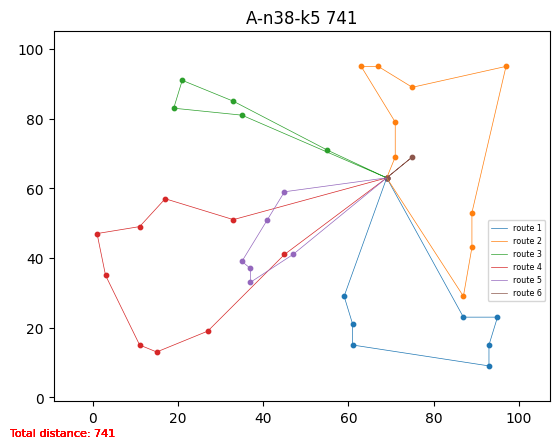 A-n38-k5 741
100
80
60
40
20
0
0 20 40 60 80 100
route 1
route 2
route 3
route 4
route 5
route 6
Total distance: 741